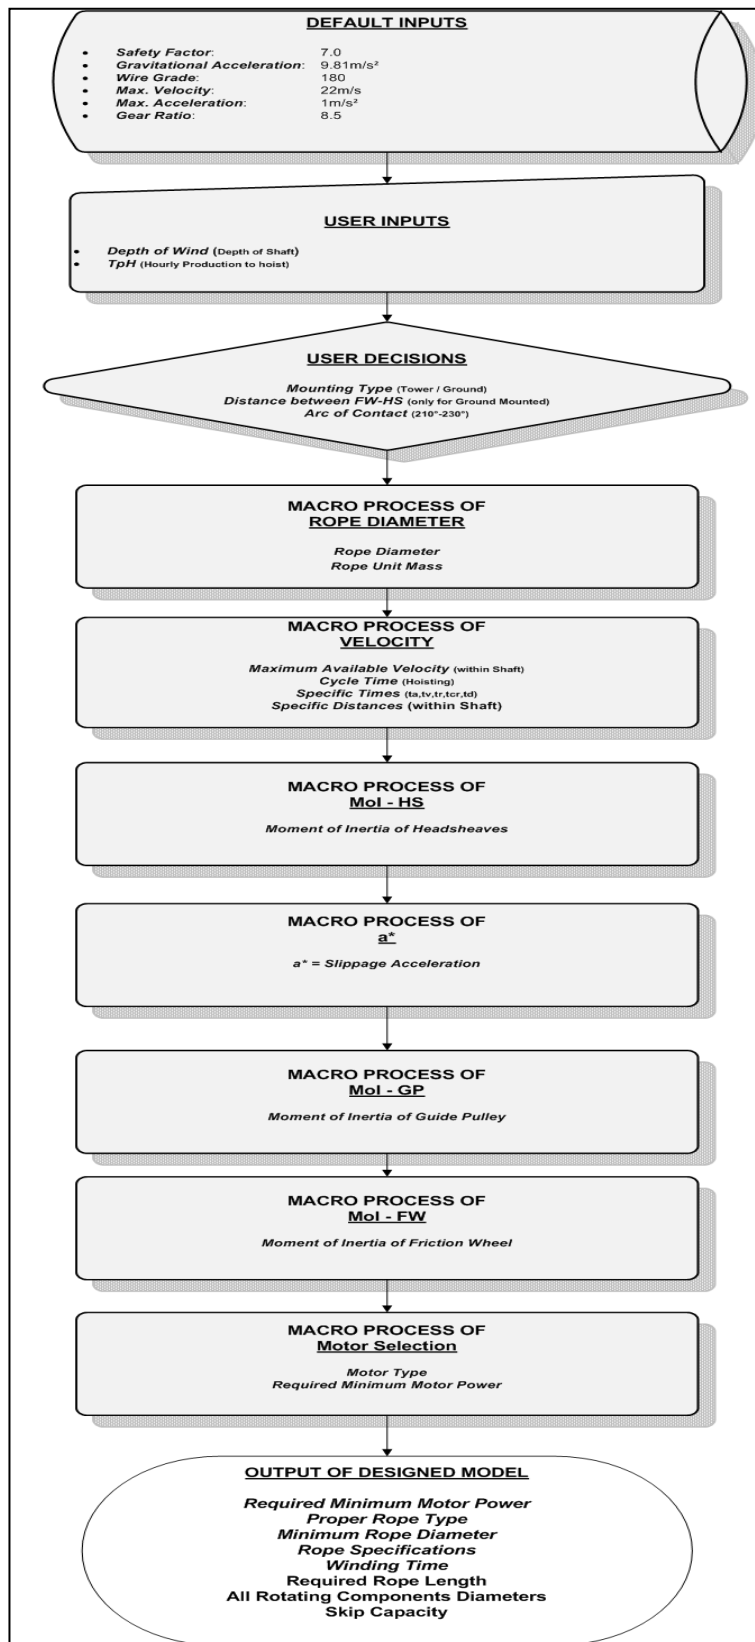 DEFAULT INPUTS
• Safety Factor: 7.0
• Gravitational Acceleration: 9.81m/s²
• Wire Grade: 180
• Max. Velocity: 22m/s
• Max. Acceleration: 1m/s²
• Gear Ratio: 8.5
USER INPUTS
• Depth of Wind (Depth of Shaft)
• TpH (Hourly Production to hoist)
USER DECISIONS
Mounting Type (Tower / Ground)
Distance between FW-HS (only for Ground Mounted)
Arc of Contact (210°-230°)
MACRO PROCESS OF
ROPE DIAMETER
Rope Diameter
Rope Unit Mass
MACRO PROCESS OF
VELOCITY
Maximum Available Velocity (within Shaft)
Cycle Time (Hoisting)
Specific Times (ta,tv,tr,tcr,td)
Specific Distances (within Shaft)
MACRO PROCESS OF
MoI - HS
Moment of Inertia of Headsheaves
MACRO PROCESS OF
a*
a* = Slippage Acceleration
MACRO PROCESS OF
MoI - GP
Moment of Inertia of Guide Pulley
MACRO PROCESS OF
MoI - FW
Moment of Inertia of Friction Wheel
MACRO PROCESS OF
Motor Selection
Motor Type
Required Minimum Motor Power
OUTPUT OF DESIGNED MODEL
Required Minimum Motor Power
Proper Rope Type
Minimum Rope Diameter
Rope Specifications
Winding Time
Required Rope Length
All Rotating Components Diameters
Skip Capacity